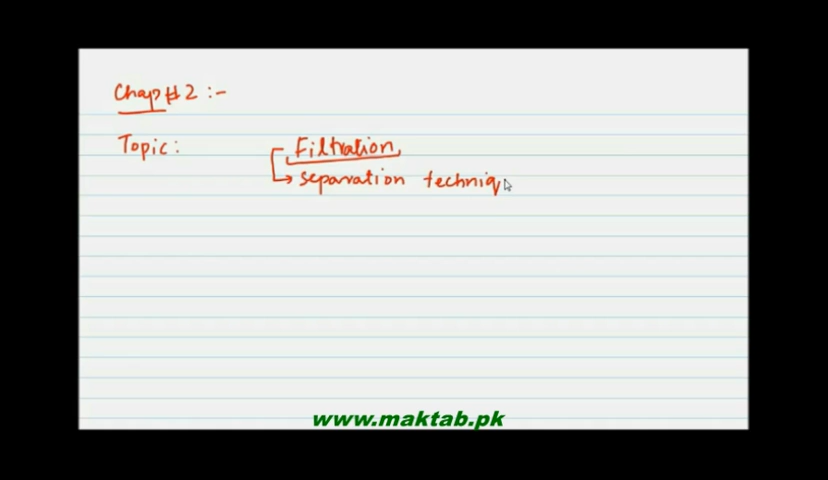 Chap # 2 :-
Topic: Filtration
separation techniq
www.maktab.pk